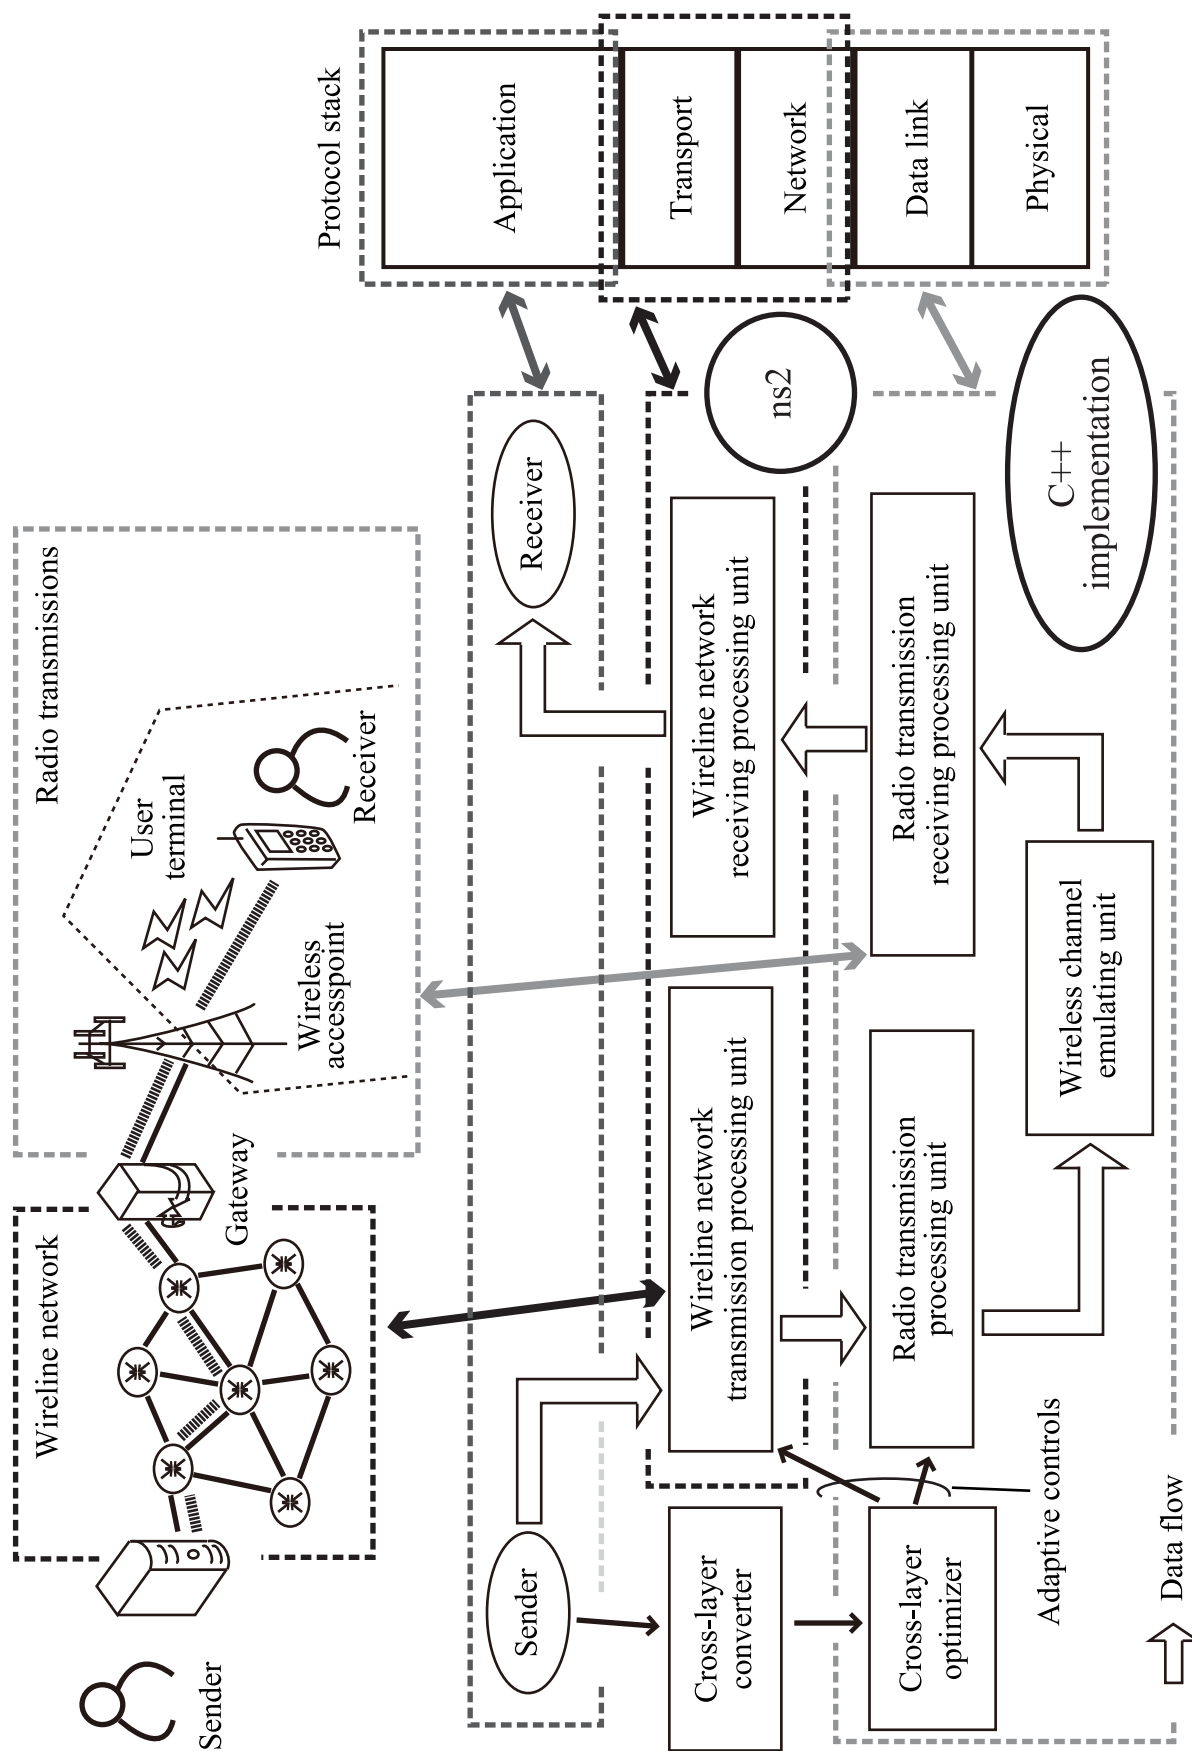 Sender
Wireline network
Gateway
Radio transmissions
Wireless
accesspoint
User
terminal
Receiver
Protocol stack
Application
Transport
Network
Data link
Physical
Sender
Receiver
Wireline network
transmission processing unit
Wireline network
receiving processing unit
ns2
Cross-layer
converter
Cross-layer
optimizer
Radio transmission
processing unit
Radio transmission
receiving processing unit
Wireless channel
emulating unit
C++
implementation
Adaptive controls
Data flow